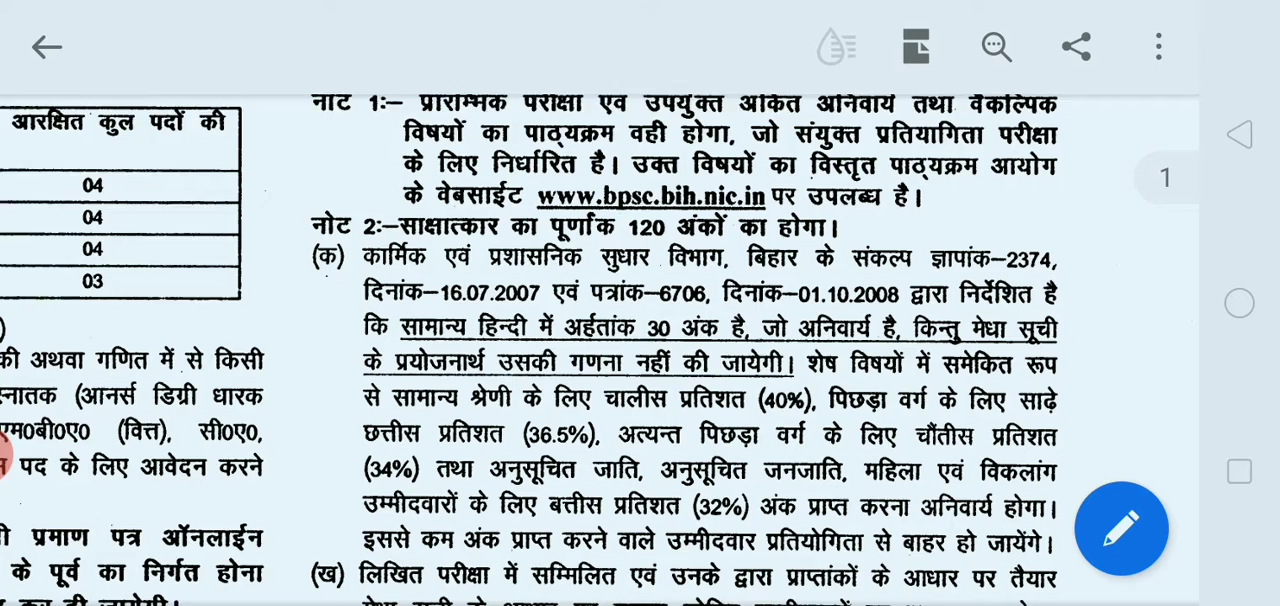 आरक्षित कुल पदों की
04
04
04
03
की अथवा गणित में से किसी
स्नातक (आनर्स डिग्री धारक
एम0बी0ए0 (वित्त), सी0ए0,
पद के लिए आवेदन करने
प्रमाण पत्र ऑनलाईन
के पूर्व का निर्गत होना
नोट 1:– प्रारम्भिक परीक्षा एवं उपर्युक्त अंकित अनिवार्य तथा वैकल्पिक
विषयों का पाठ्यक्रम वही होगा, जो संयुक्त प्रतियागिता परीक्षा
के लिए निर्धारित है। उक्त विषयों का विस्तृत पाठ्यक्रम आयोग
के वेबसाईट www.bpsc.bih.nic.in पर उपलब्ध है।
नोट 2:–साक्षात्कार का पूर्णांक 120 अंकों का होगा।
(क) कार्मिक एवं प्रशासनिक सुधार विभाग, बिहार के संकल्प ज्ञापांक–2374,
दिनांक–16.07.2007 एवं पत्रांक–6706, दिनांक–01.10.2008 द्वारा निर्देशित है
कि सामान्य हिन्दी में अर्हतांक 30 अंक है, जो अनिवार्य है, किन्तु मेधा सूची
के प्रयोजनार्थ उसकी गणना नहीं की जायेगी। शेष विषयों में समेकित रूप
से सामान्य श्रेणी के लिए चालीस प्रतिशत (40%), पिछड़ा वर्ग के लिए साढ़े
छत्तीस प्रतिशत (36.5%), अत्यन्त पिछड़ा वर्ग के लिए चौंतीस प्रतिशत
(34%) तथा अनुसूचित जाति, अनुसूचित जनजाति, महिला एवं विकलांग
उम्मीदवारों के लिए बत्तीस प्रतिशत (32%) अंक प्राप्त करना अनिवार्य होगा।
इससे कम अंक प्राप्त करने वाले उम्मीदवार प्रतियोगिता से बाहर हो जायेंगे।
(ख) लिखित परीक्षा में सम्मिलित एवं उनके द्वारा प्राप्तांकों के आधार पर तैयार
1